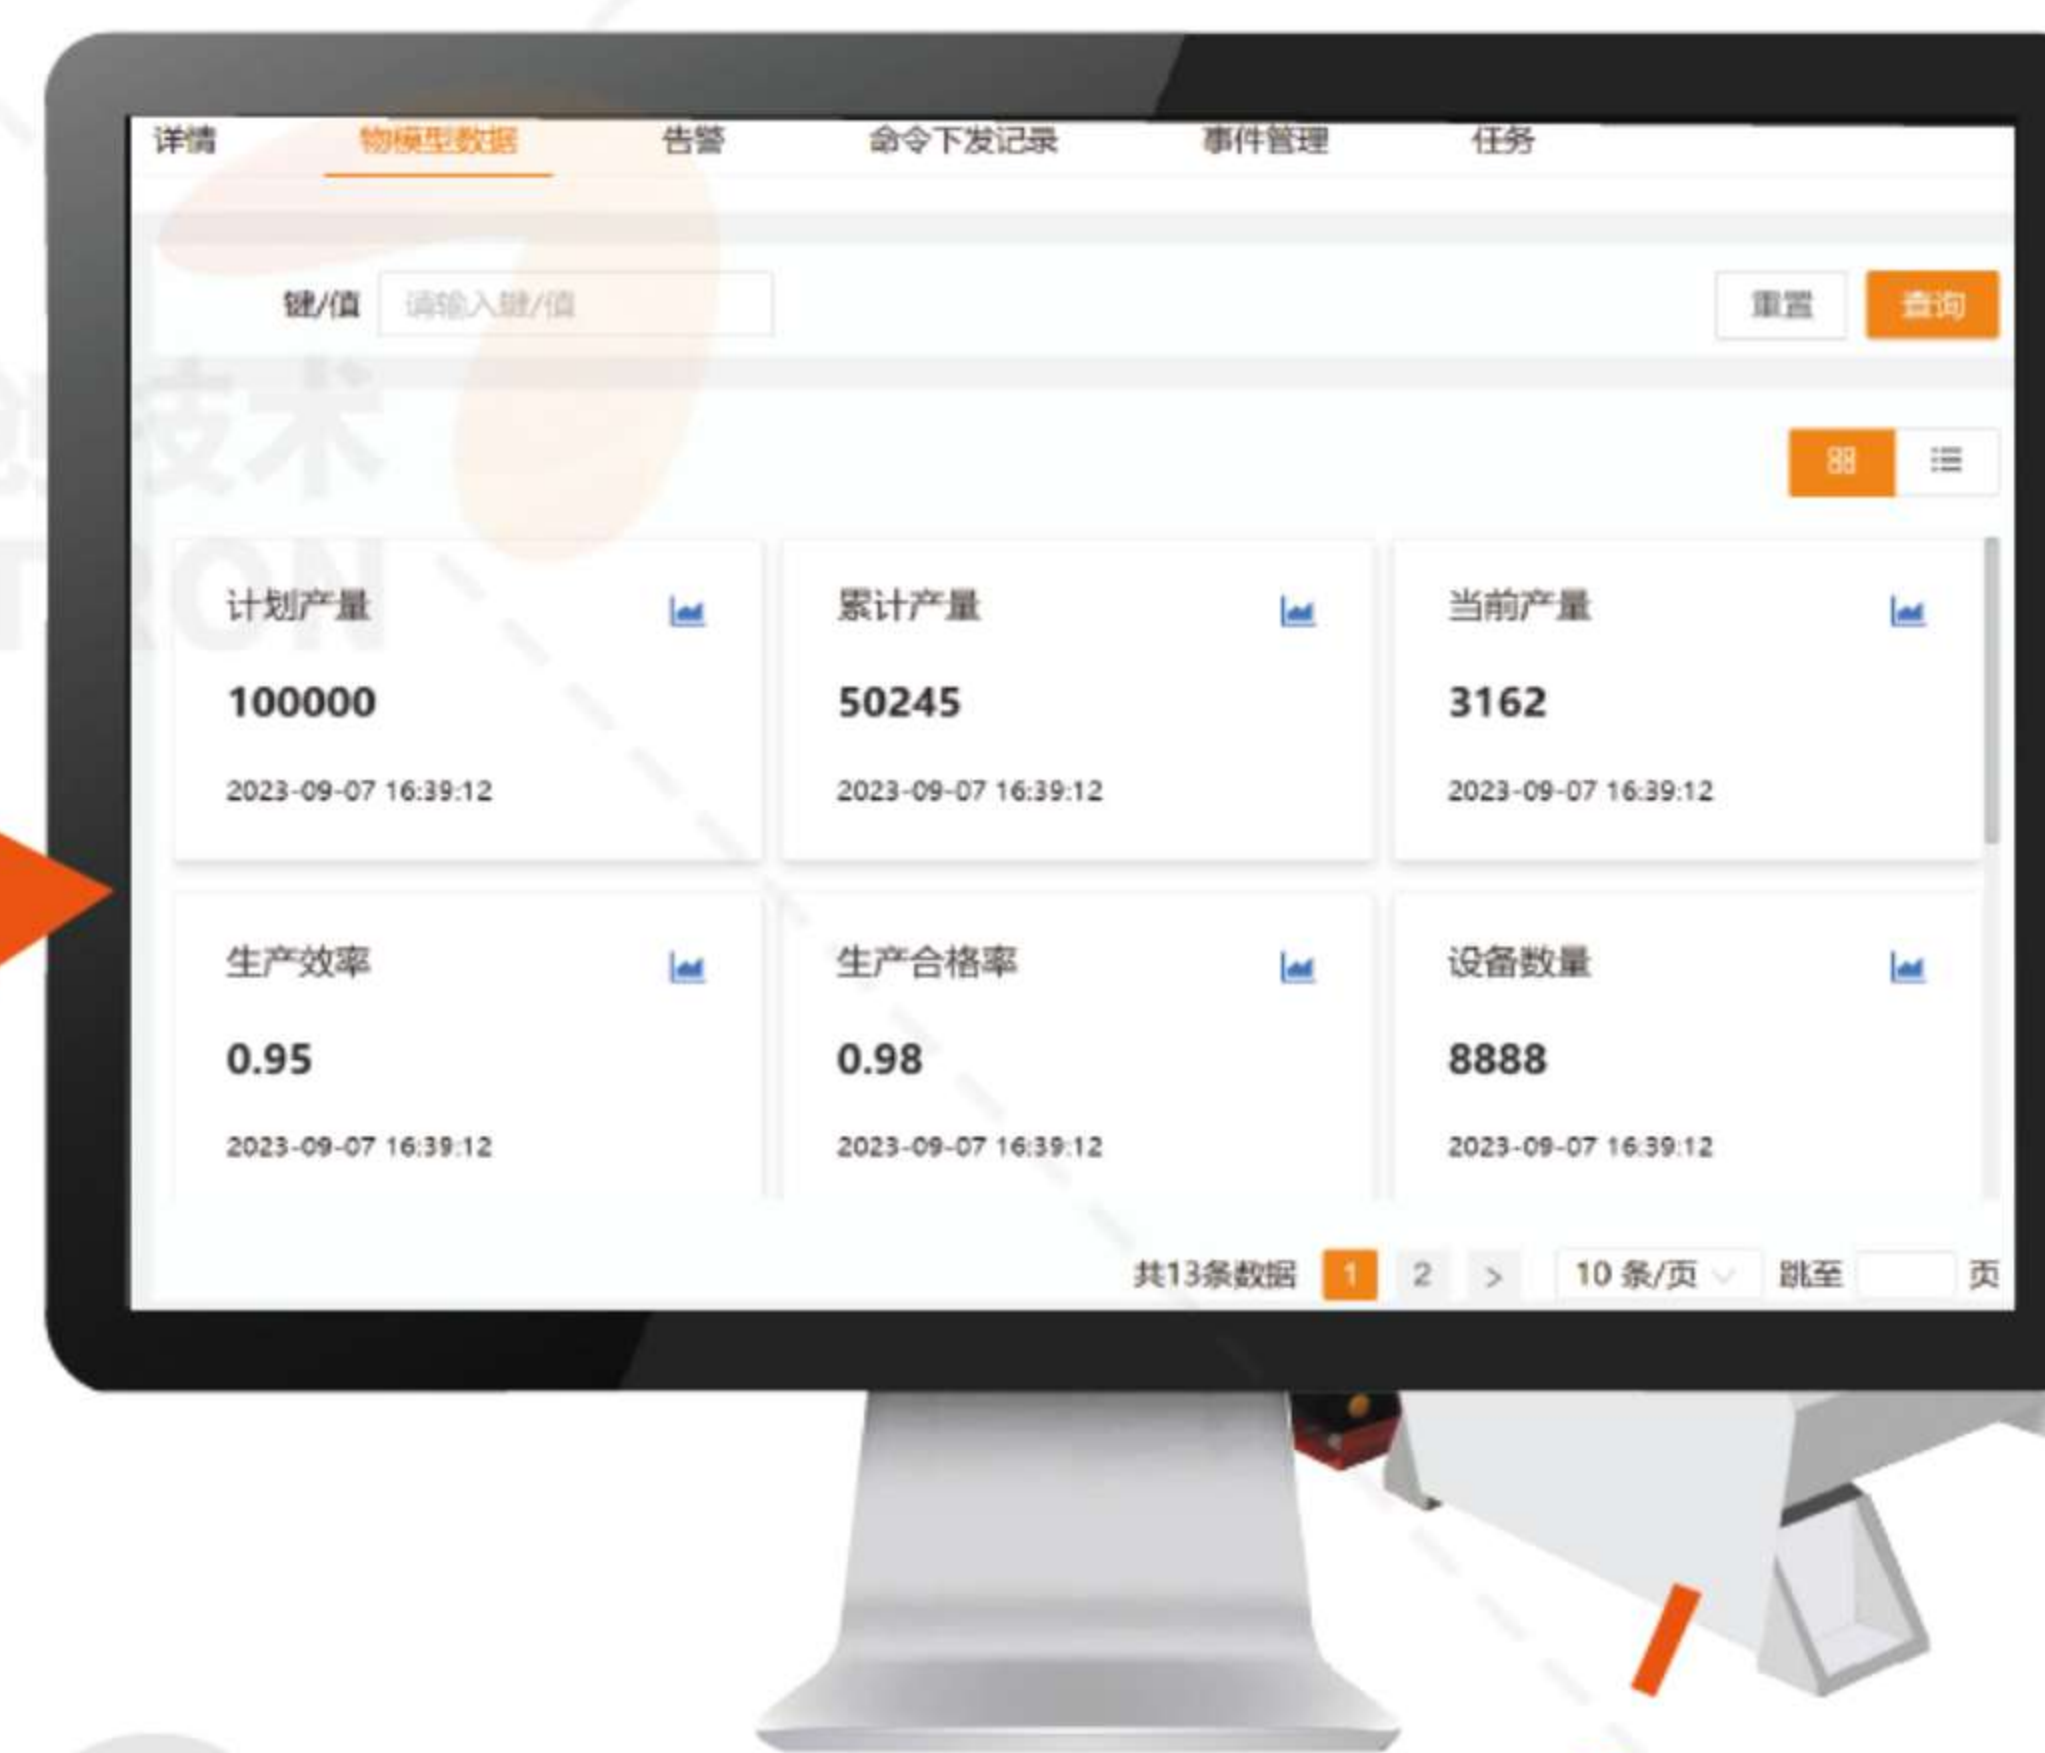 详情 物模型数据 告警 命令下发记录 事件管理 任务
键/值 请输入键/值 重置 查询
技术
TRON
计划产量 累计产量 当前产量
100000 50245 3162
2023-09-07 16:39:12 2023-09-07 16:39:12 2023-09-07 16:39:12
生产效率 生产合格率 设备数量
0.95 0.98 8888
2023-09-07 16:39:12 2023-09-07 16:39:12 2023-09-07 16:39:12
共13条数据 1 2 > 10 条/页 跳至 页